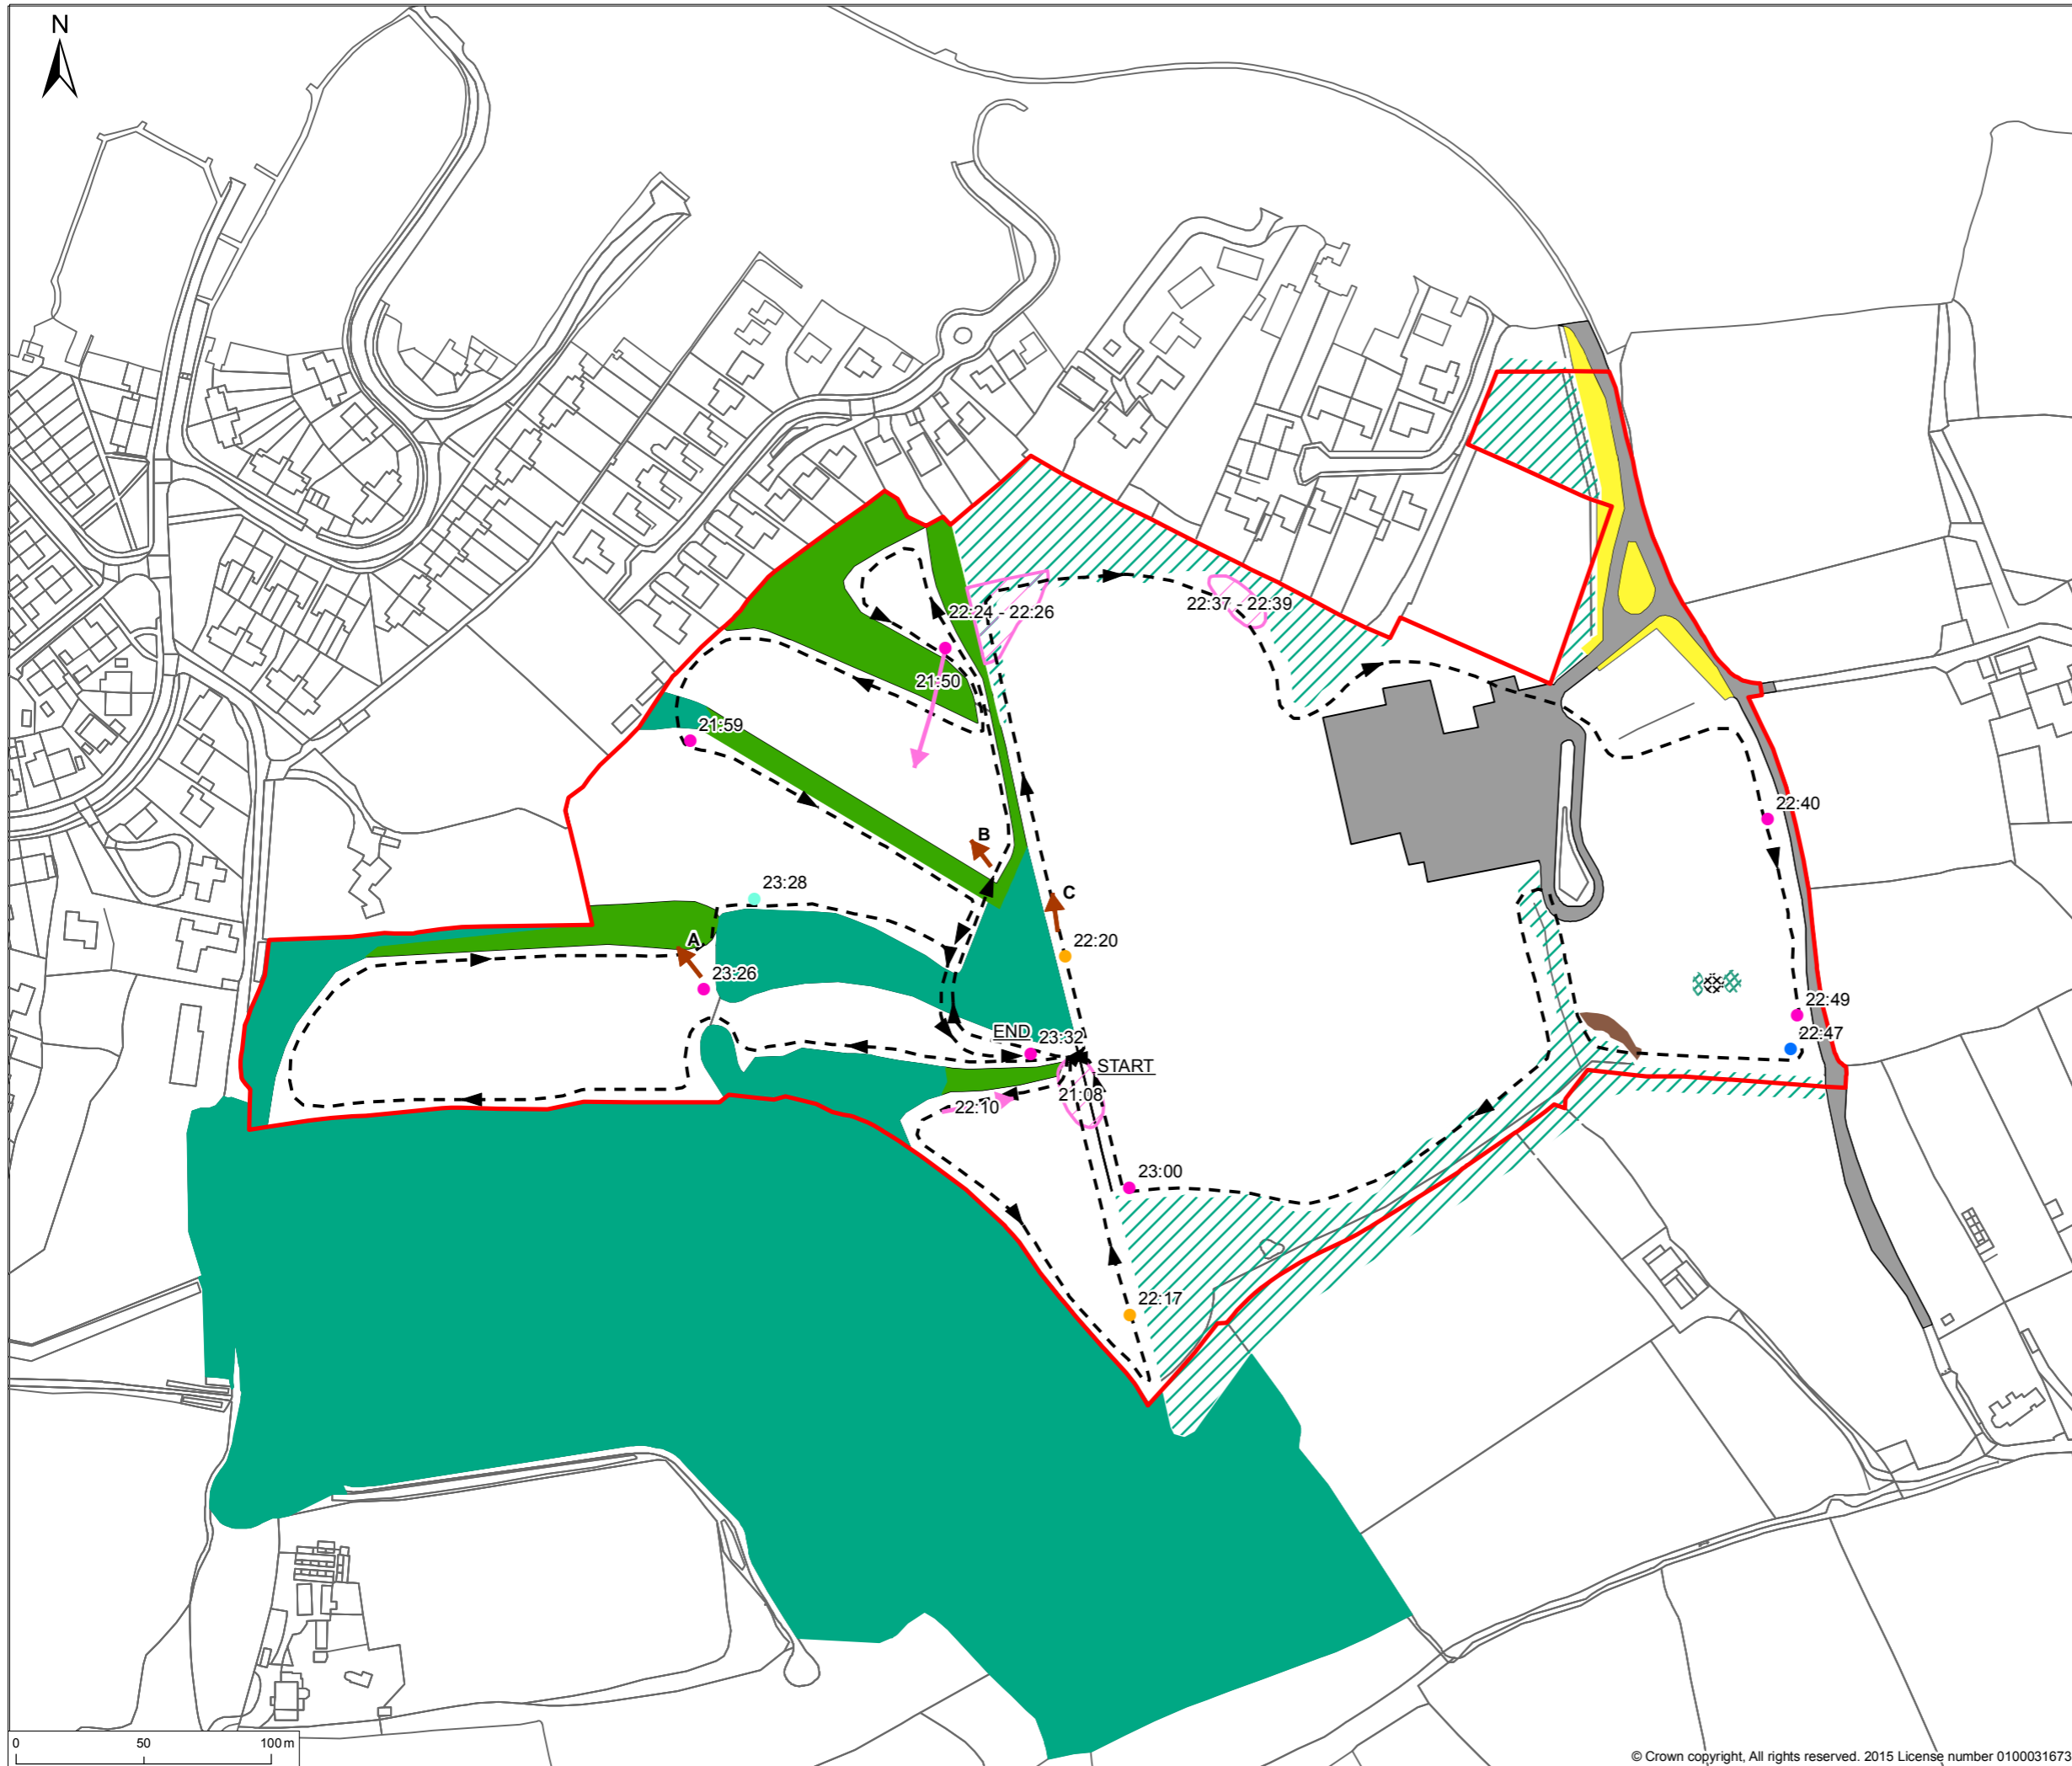 N
22:24 - 22:26
22:37 - 22:39
21:50
21:59
22:40
B
23:28
C
A
22:20
23:26
22:49
END 23:32
22:47
START
21:08
22:10
23:00
22:17
0 50 100 m
© Crown copyright, All rights reserved. 2015 License number 0100031673